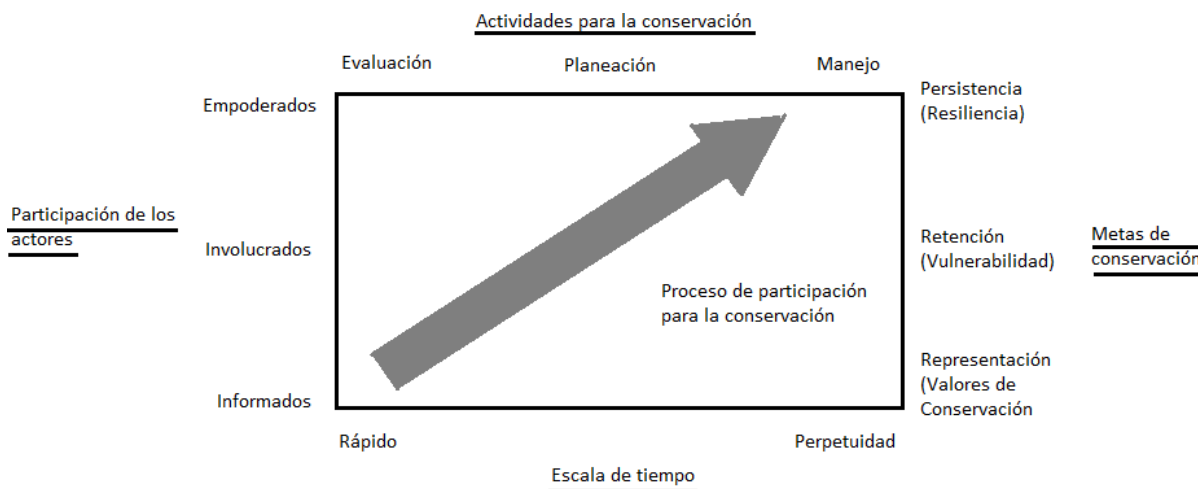 Actividades para la conservación
Evaluación
Planeación
Manejo
Empoderados
Persistencia
(Resiliencia)
Participación de los
actores
Involucrados
Retención
(Vulnerabilidad)
Metas de
conservación
Proceso de participación
para la conservación
Informados
Representación
(Valores de
Conservación
Rápido
Perpetuidad
Escala de tiempo